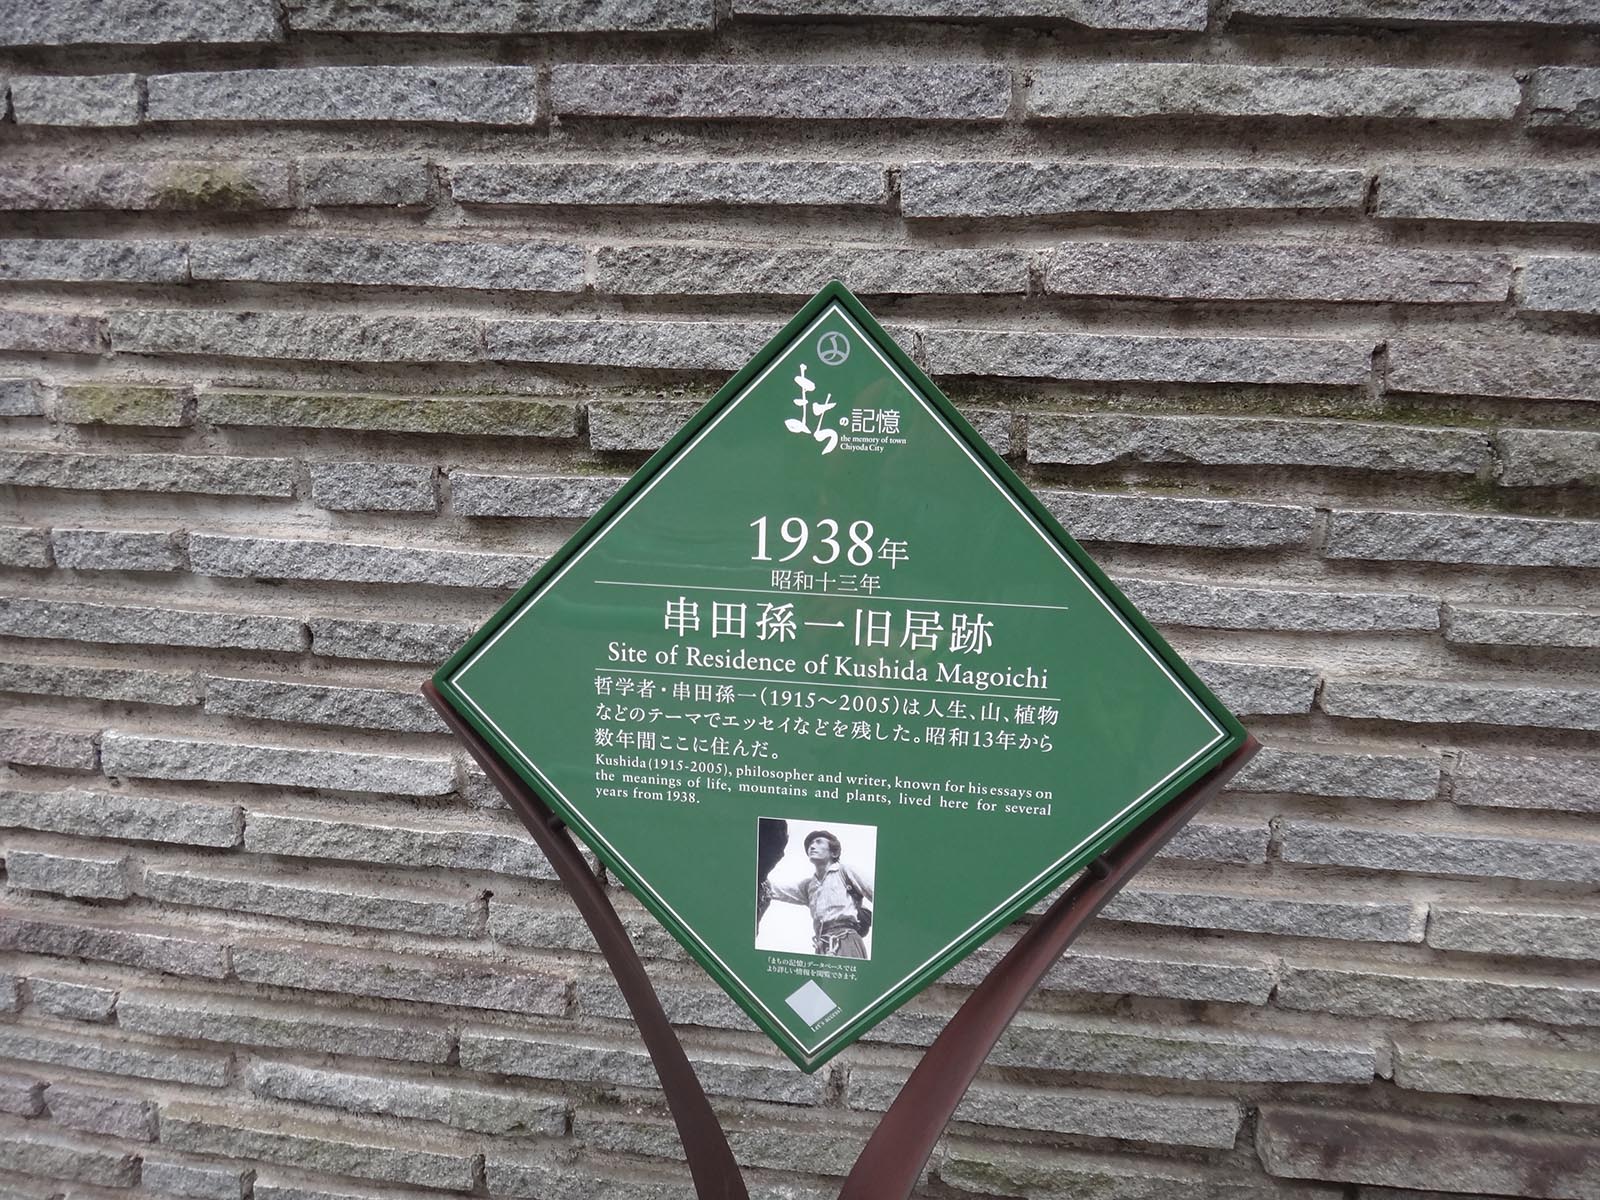 まちの記憶
the memory of town
Chiyoda City
1938年
昭和十三年
串田孫一旧居跡
Site of Residence of Kushida Magoichi
哲学者・串田孫一（1915〜2005）は人生、山、植物
などのテーマでエッセイなどを残した。昭和13年から
数年間ここに住んだ。
Kushida(1915-2005), philosopher and writer, known for his essays on
the meanings of life, mountains and plants, lived here for several
years from 1938.
「まちの記憶」データベースでは
より詳しい情報を閲覧できます。
Let's access!